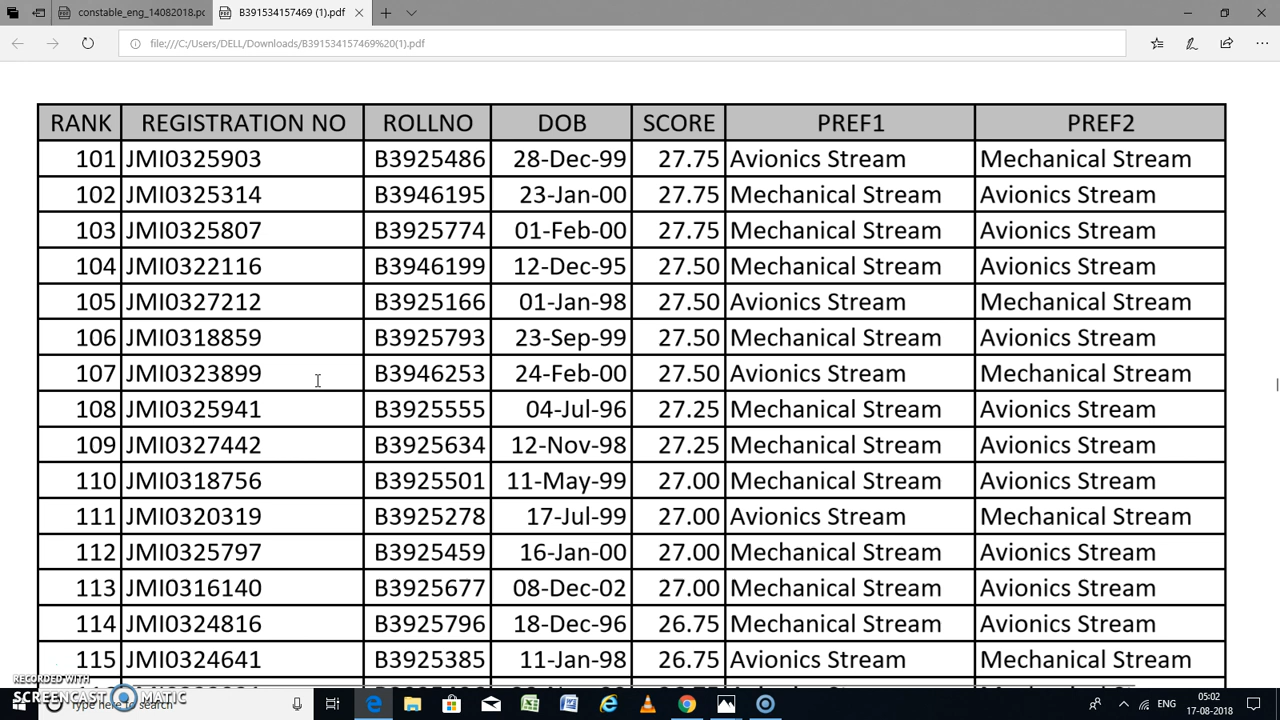 constable_eng_14082018.pc
B391534157469 (1).pdf
file:///C:/Users/DELL/Downloads/B391534157469%20(1).pdf
RANK REGISTRATION NO ROLLNO DOB SCORE PREF1 PREF2
101 JMI0325903 B3925486 28-Dec-99 27.75 Avionics Stream Mechanical Stream
102 JMI0325314 B3946195 23-Jan-00 27.75 Mechanical Stream Avionics Stream
103 JMI0325807 B3925774 01-Feb-00 27.75 Mechanical Stream Avionics Stream
104 JMI0322116 B3946199 12-Dec-95 27.50 Mechanical Stream Avionics Stream
105 JMI0327212 B3925166 01-Jan-98 27.50 Avionics Stream Mechanical Stream
106 JMI0318859 B3925793 23-Sep-99 27.50 Mechanical Stream Avionics Stream
107 JMI0323899 B3946253 24-Feb-00 27.50 Avionics Stream Mechanical Stream
108 JMI0325941 B3925555 04-Jul-96 27.25 Mechanical Stream Avionics Stream
109 JMI0327442 B3925634 12-Nov-98 27.25 Mechanical Stream Avionics Stream
110 JMI0318756 B3925501 11-May-99 27.00 Mechanical Stream Avionics Stream
111 JMI0320319 B3925278 17-Jul-99 27.00 Avionics Stream Mechanical Stream
112 JMI0325797 B3925459 16-Jan-00 27.00 Mechanical Stream Avionics Stream
113 JMI0316140 B3925677 08-Dec-02 27.00 Mechanical Stream Avionics Stream
114 JMI0324816 B3925796 18-Dec-96 26.75 Mechanical Stream Avionics Stream
115 JMI0324641 B3925385 11-Jan-98 26.75 Avionics Stream Mechanical Stream
RECORDED WITH
SCREENCAST MATIC
Type here to search
ENG
05:02
17-08-2018